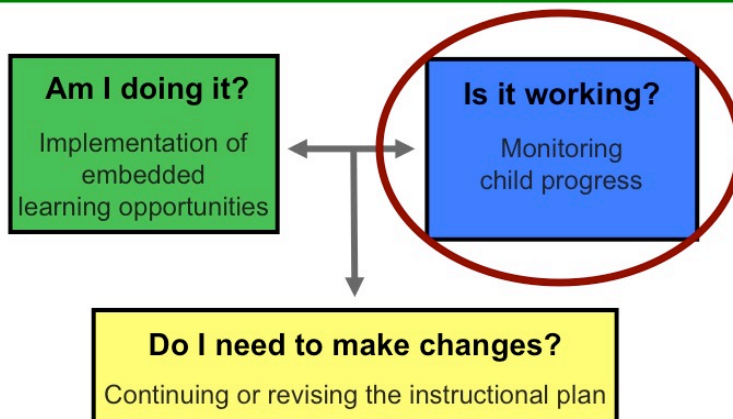 Am I doing it?
Implementation of
embedded
learning opportunities
Is it working?
Monitoring
child progress
Do I need to make changes?
Continuing or revising the instructional plan